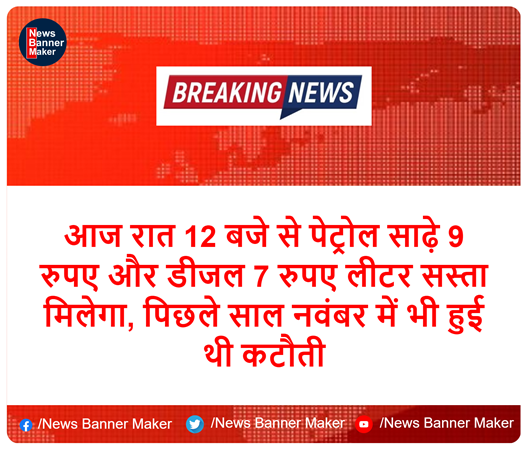 News
Banner
Maker
BREAKING NEWS
आज रात 12 बजे से पेट्रोल साढ़े 9
रुपए और डीजल 7 रुपए लीटर सस्ता
मिलेगा, पिछले साल नवंबर में भी हुई
थी कटौती
/News Banner Maker /News Banner Maker /News Banner Maker